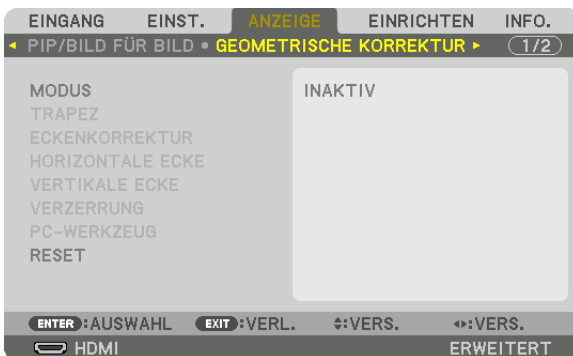 EINGANG EINST. ANZEIGE EINRICHTEN INFO.
PIP/BILD FÜR BILD • GEOMETRISCHE KORREKTUR 1/2
MODUS INAKTIV
TRAPEZ
ECKENKORREKTUR
HORIZONTALE ECKE
VERTIKALE ECKE
VERZERRUNG
PC-WERKZEUG
RESET
ENTER :AUSWAHL EXIT :VERL. :VERS. :VERS.
HDMI ERWEITERT